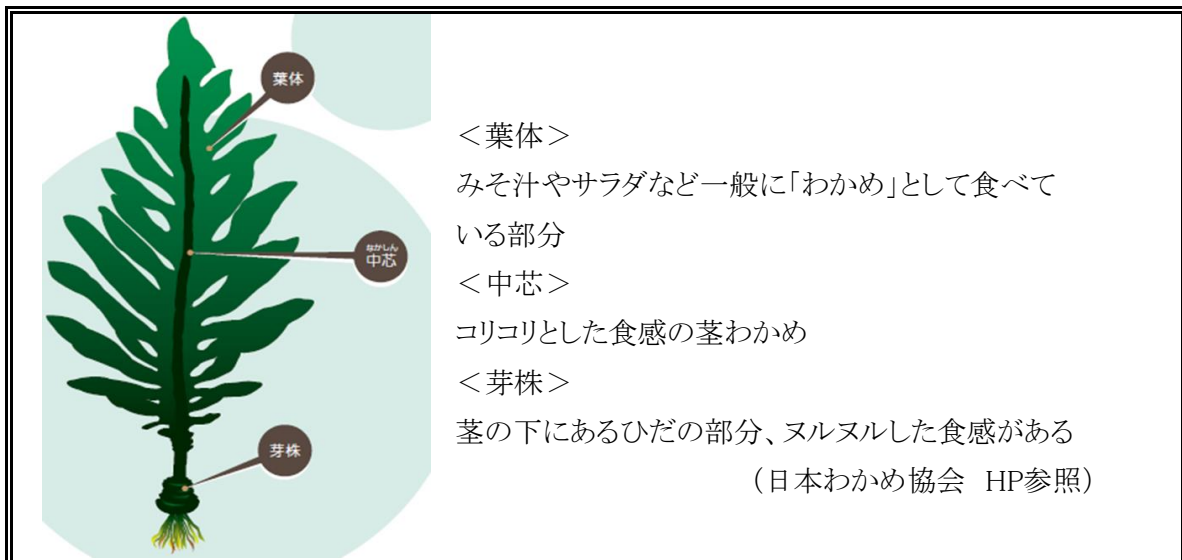 葉体
なかしん
中芯
芽株
＜葉体＞
みそ汁やサラダなど一般に「わかめ」として食べて
いる部分
＜中芯＞
コリコリとした食感の茎わかめ
＜芽株＞
茎の下にあるひだの部分、ヌルヌルした食感がある
（日本わかめ協会　HP参照）